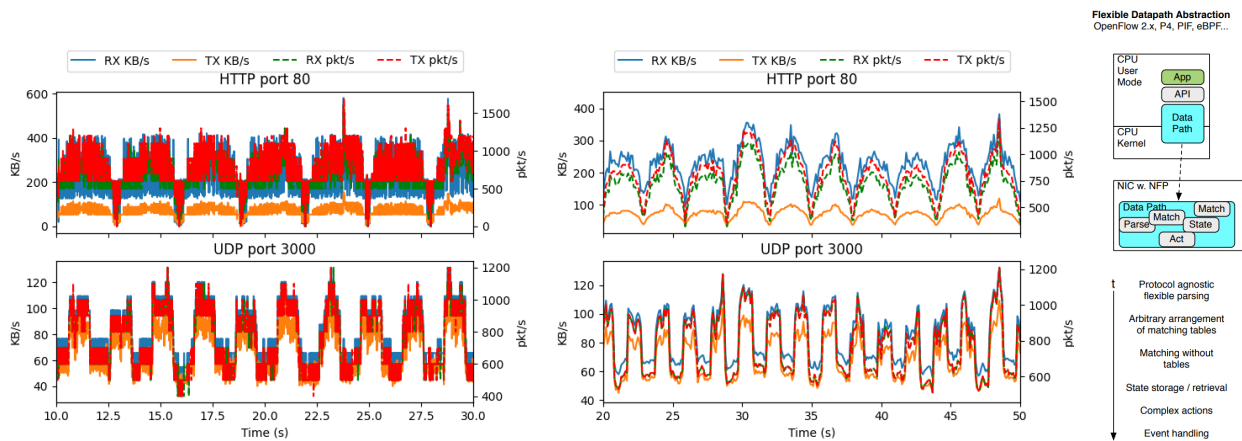 RX KB/s TX KB/s RX pkt/s TX pkt/s
HTTP port 80
600
400
200
0
KB/s
1500
1000
500
0
pkt/s
UDP port 3000
120
100
80
60
40
KB/s
1200
1000
800
600
400
pkt/s
10.0 12.5 15.0 17.5 20.0 22.5 25.0 27.5 30.0
Time (s)
RX KB/s TX KB/s RX pkt/s TX pkt/s
HTTP port 80
400
300
200
100
KB/s
1500
1250
1000
750
500
pkt/s
UDP port 3000
120
100
80
60
40
KB/s
1200
1000
800
600
pkt/s
20 25 30 35 40 45 50
Time (s)
Flexible Datapath Abstraction
OpenFlow 2.x, P4, PIF, eBPF...
CPU
User
Mode
App
API
Data
Path
CPU
Kernel
NIC w. NFP
Data Path
Match
Match
Parse
State
Act
t
Protocol agnostic
flexible parsing
Arbitrary arrangement
of matching tables
Matching without
tables
State storage / retrieval
Complex actions
Event handling